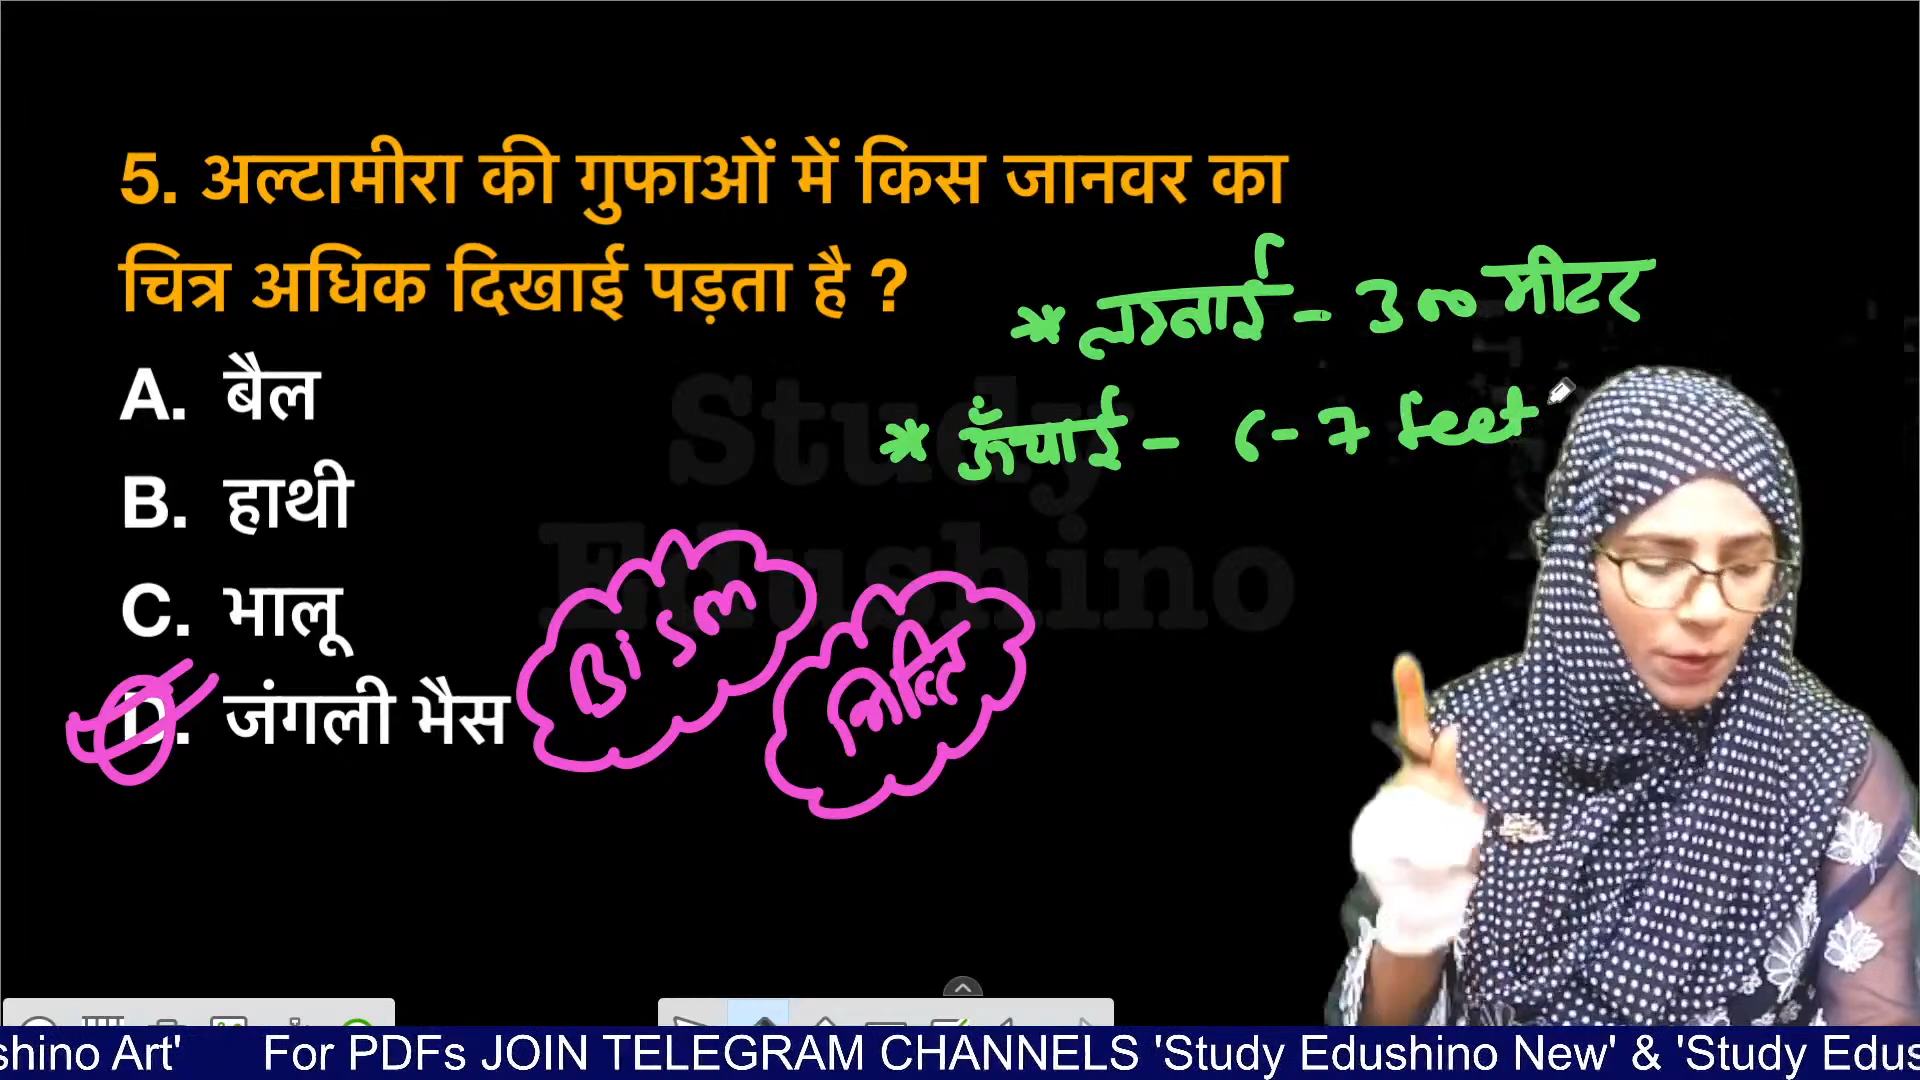 5. अल्टामीरा की गुफाओं में किस जानवर का
चित्र अधिक दिखाई पड़ता है ?
* लम्बाई - 300 मीटर
* ऊँचाई - 6-7 feet
A. बैल
B. हाथी
C. भालू
D. जंगली भैस
Study
Edushino
shino Art' For PDFs JOIN TELEGRAM CHANNELS 'Study Edushino New' & 'Study Edus